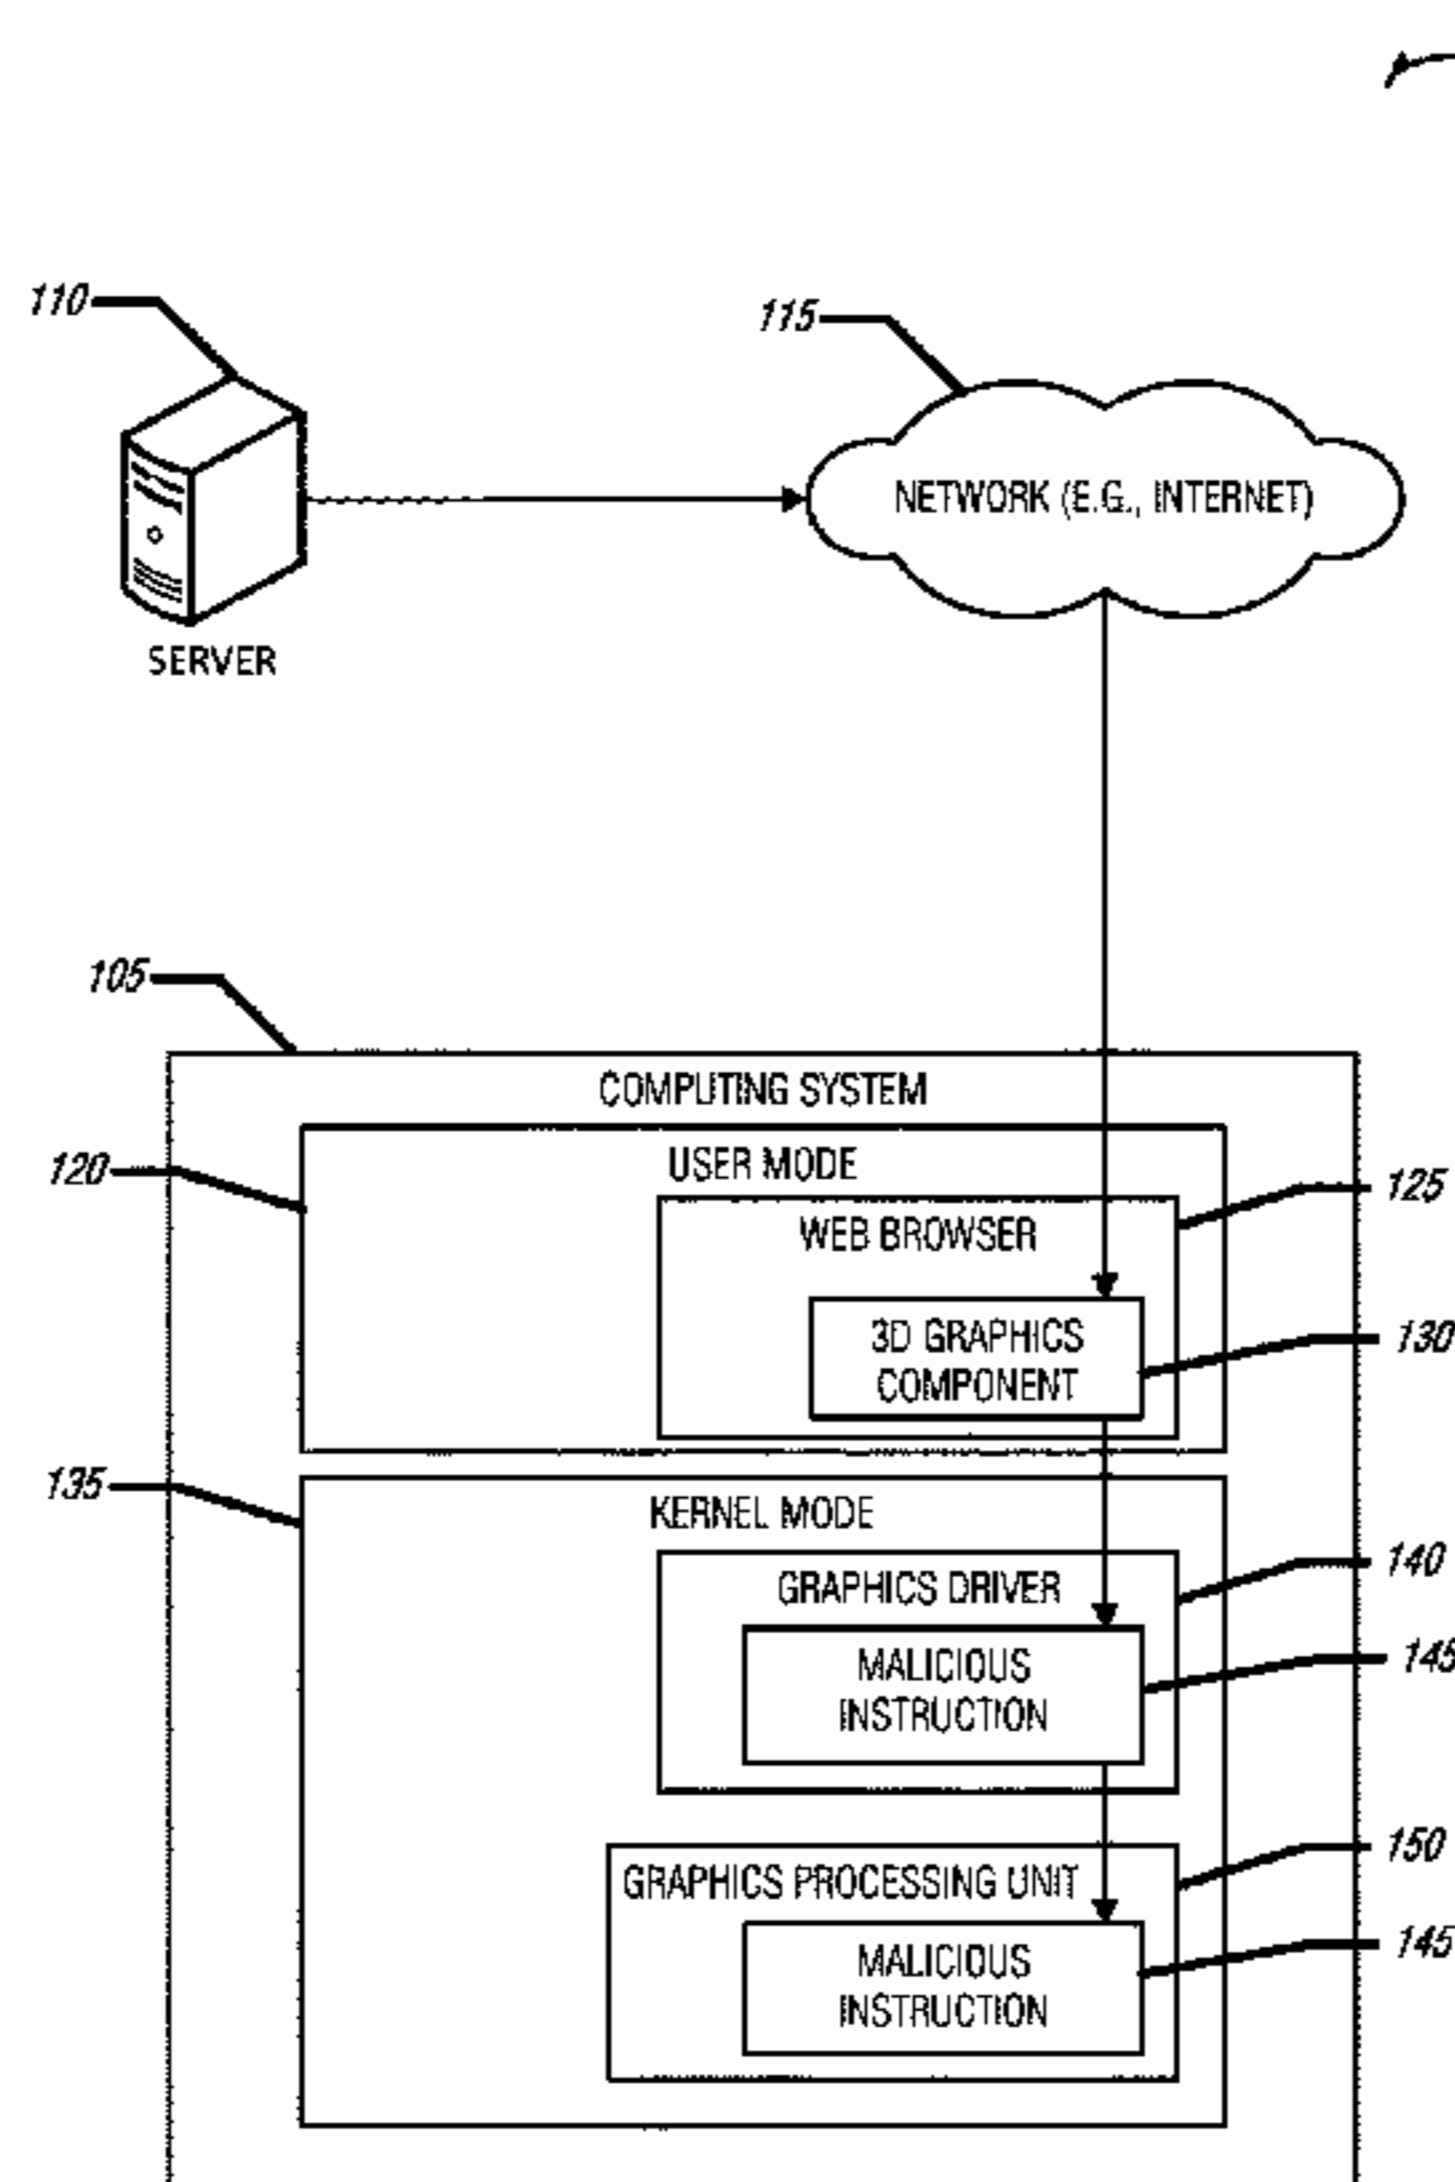 110
115
NETWORK (E.G., INTERNET)
SERVER
105
COMPUTING SYSTEM
120
USER MODE
125
WEB BROWSER
3D GRAPHICS
COMPONENT
130
135
KERNEL MODE
140
GRAPHICS DRIVER
MALICIOUS
INSTRUCTION
145
150
GRAPHICS PROCESSING UNIT
MALICIOUS
INSTRUCTION
145